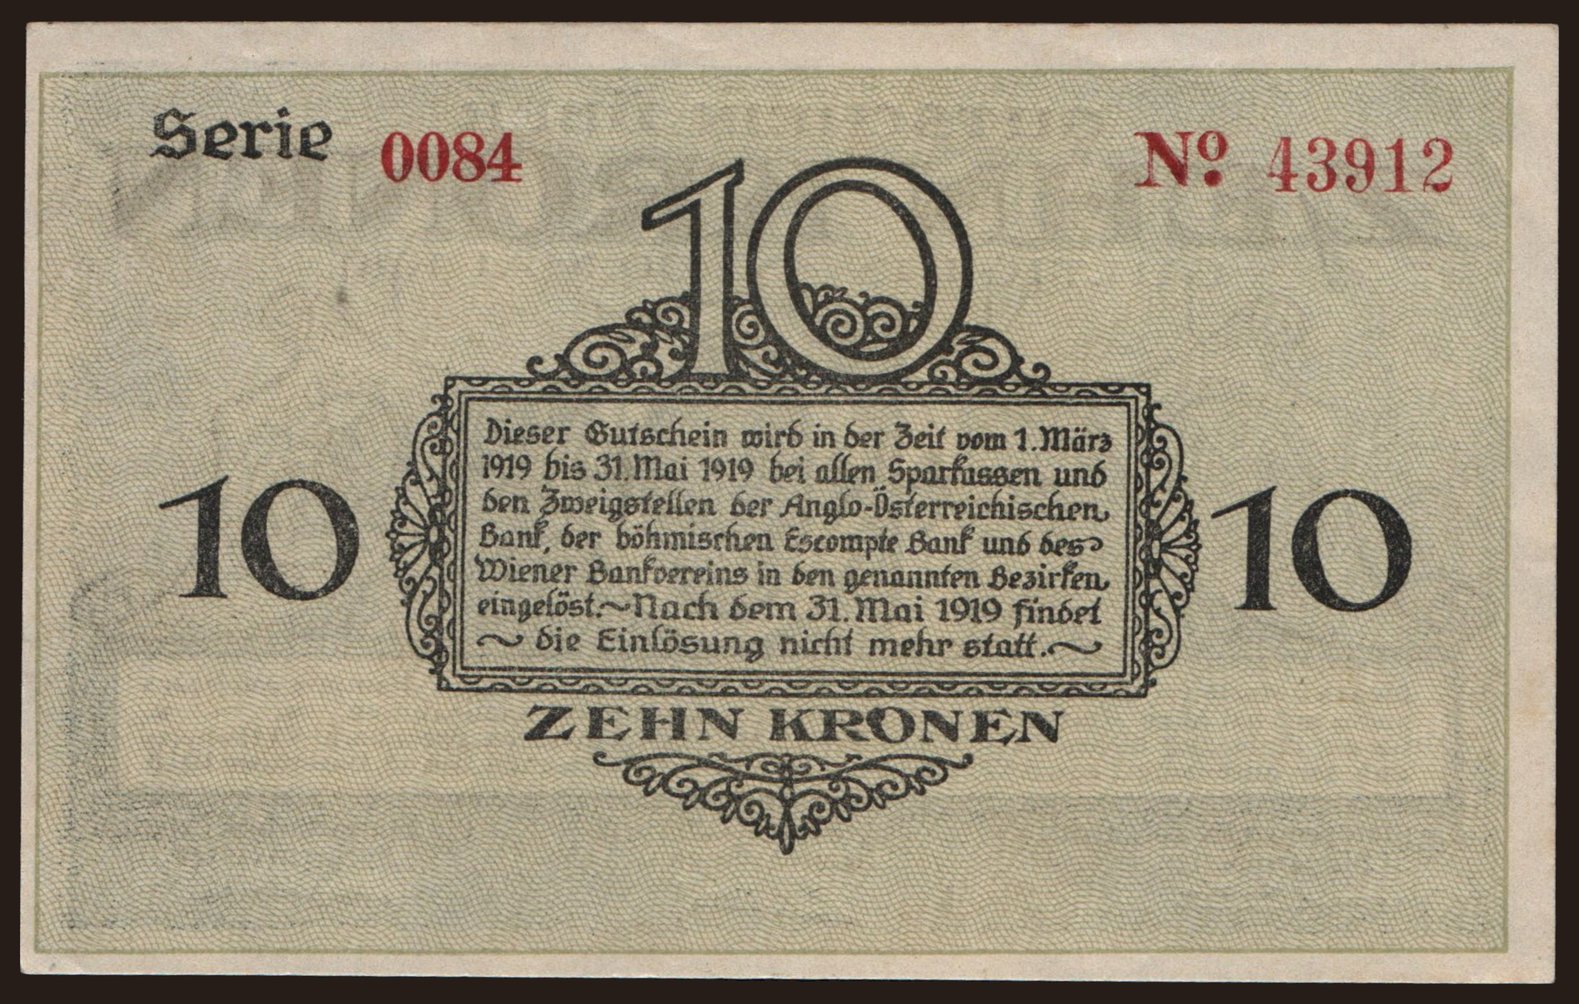 Serie 0084 No. 43912
10
Dieser Gutschein wird in der Zeit vom 1. März
1919 bis 31. Mai 1919 bei allen Sparkassen und
den Zweigstellen der Anglo-Österreichischen
Bank, der böhmischen Escompte Bank und des
Wiener Bankvereins in den genannten Bezirken
eingelöst. Nach dem 31. Mai 1919 findet
die Einlösung nicht mehr statt.
10 10
ZEHN KRONEN